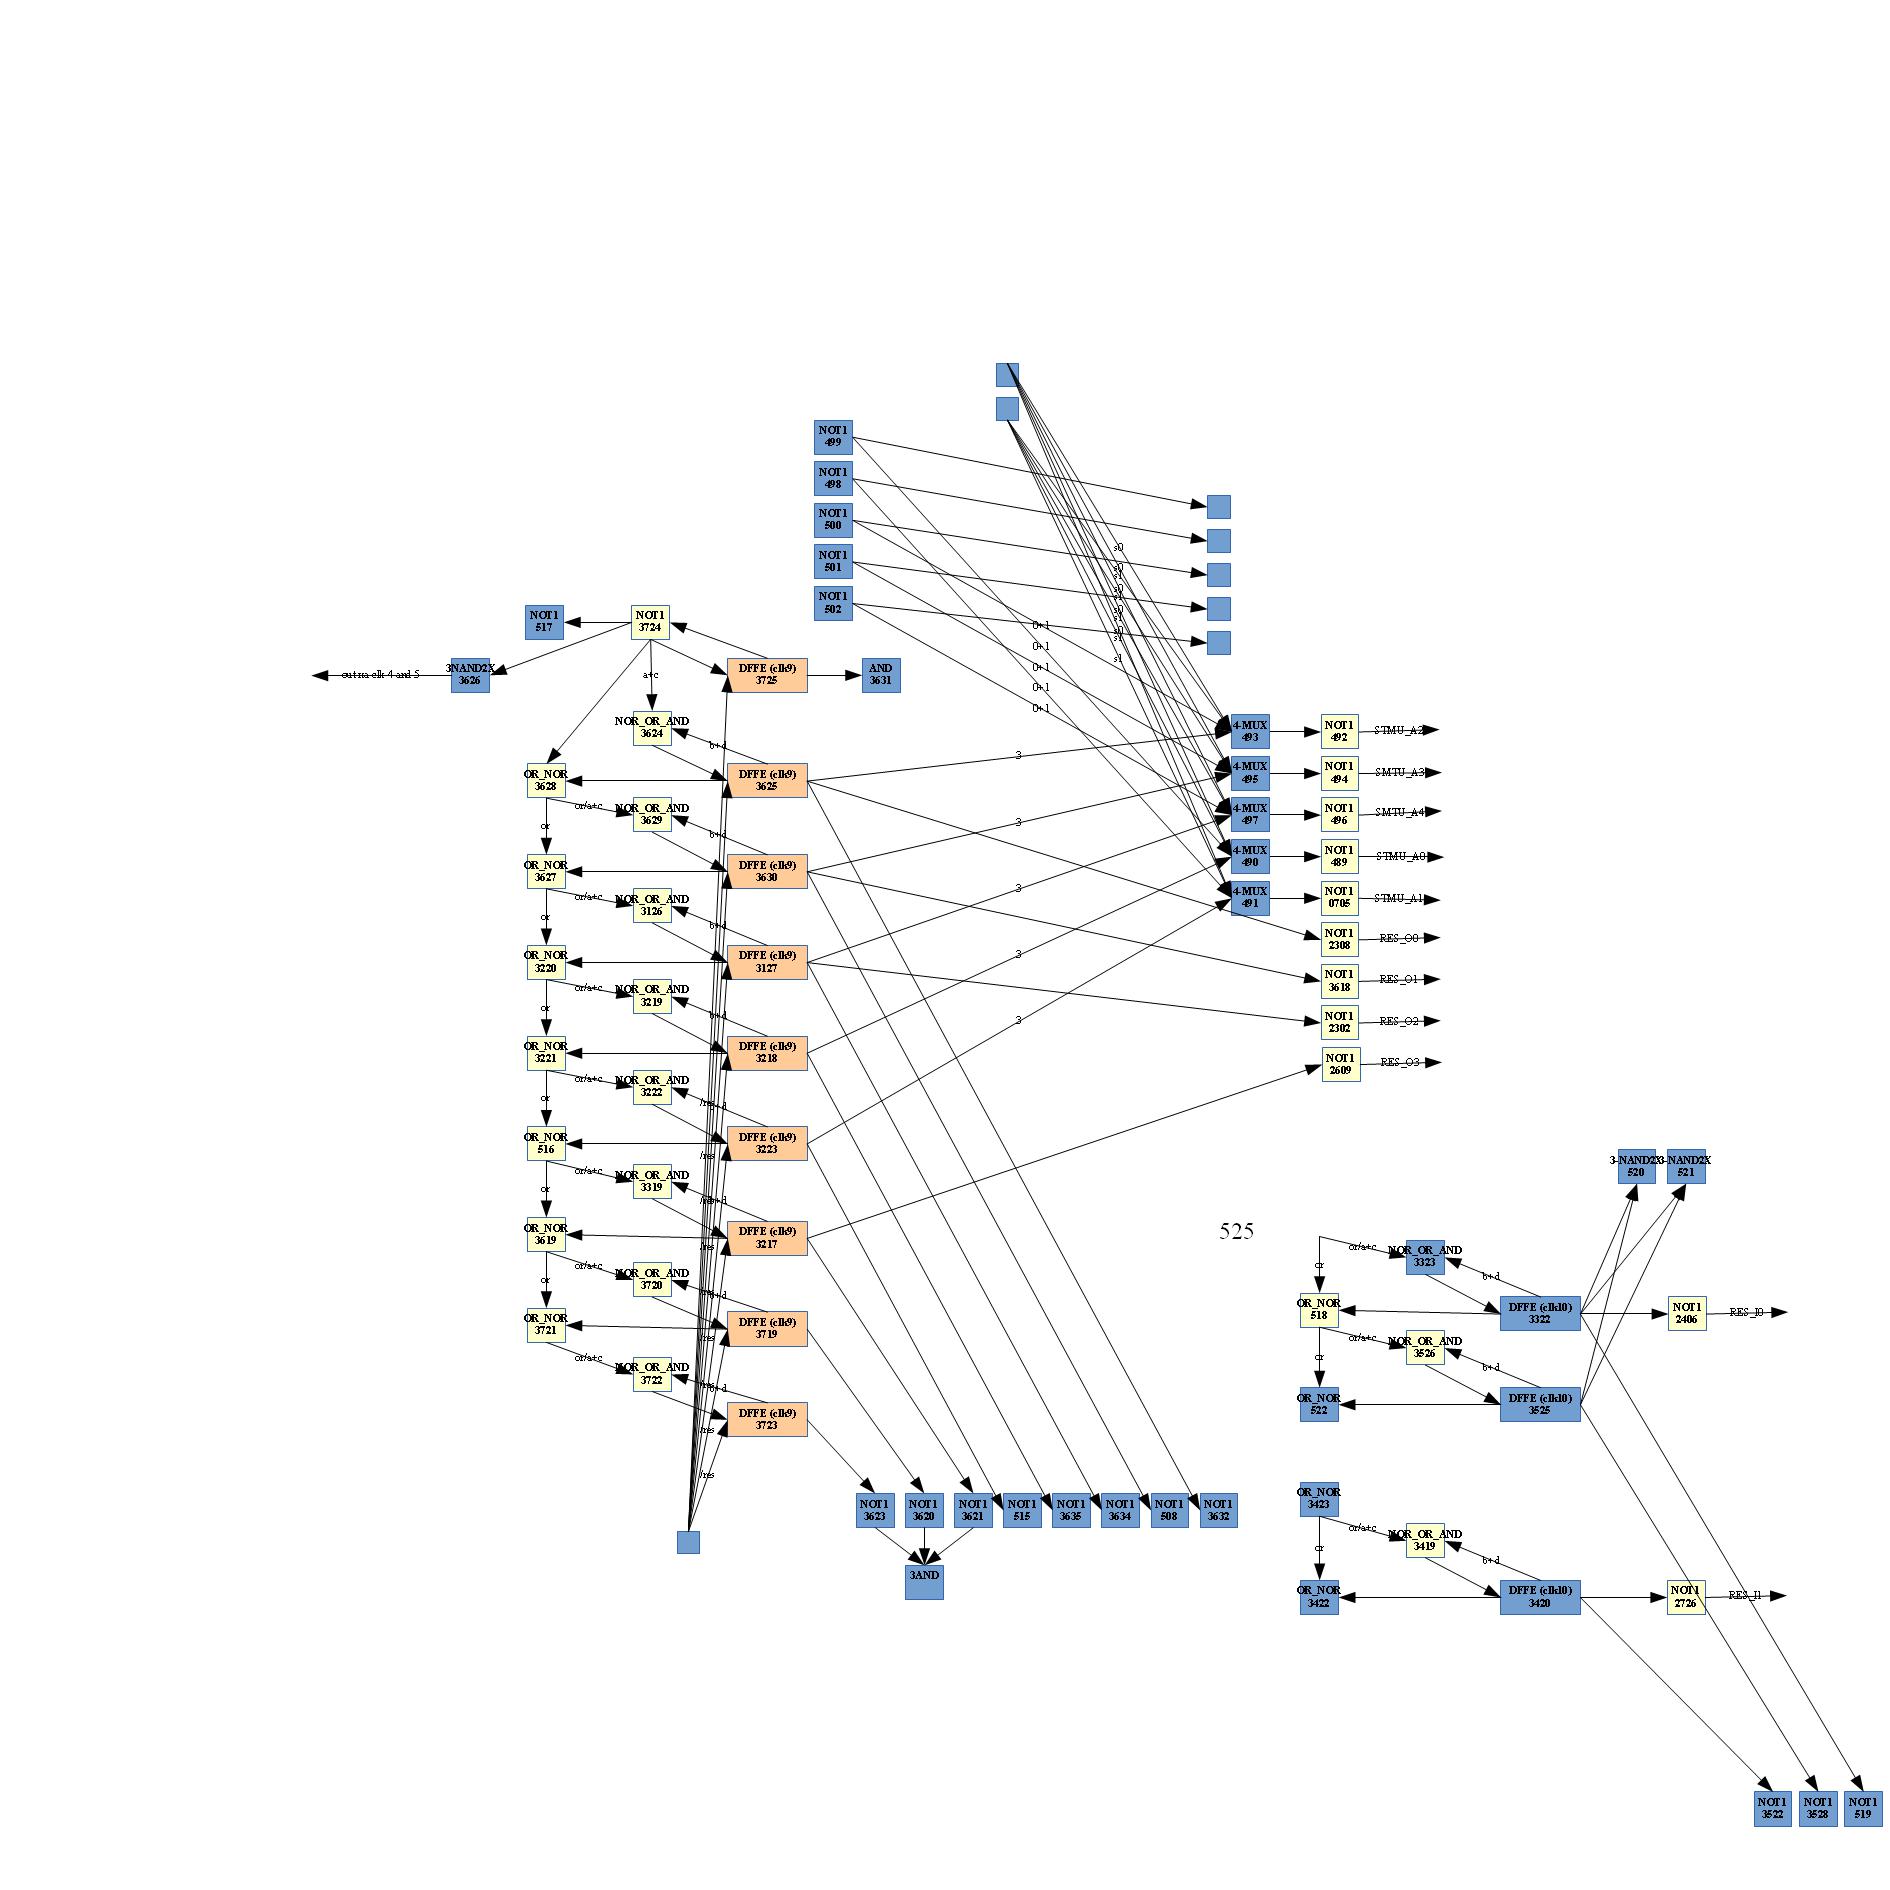 NOT1
499
NOT1
498
NOT1
500
NOT1
501
NOT1
502
s0
s0
s1
s0
s1
s0
s1
s0
s1
s1
0+1
0+1
0+1
0+1
0+1
NOT1
517
NOT1
3724
3NAND2X
3626
a+c
DFFE (clk9)
3725
AND
3631
NOR_OR_AND
3624
b+d
4-MUX
493
NOT1
492
STMU_A2
3
OR_NOR
3628
DFFE (clk9)
3625
4-MUX
495
NOT1
494
SMTU_A3
or/a+c
NOR_OR_AND
3629
or
b+d
3
4-MUX
497
NOT1
496
SMTU_A4
OR_NOR
3627
DFFE (clk9)
3630
4-MUX
490
NOT1
489
STMU_A0
or/a+c
NOR_OR_AND
3126
or
b+d
3
4-MUX
491
NOT1
0705
STMU_A1
NOT1
2308
RES_O0
OR_NOR
3220
DFFE (clk9)
3127
3
NOT1
3618
RES_O1
or/a+c
NOR_OR_AND
3219
or
b+d
3
NOT1
2302
RES_O2
OR_NOR
3221
DFFE (clk9)
3218
NOT1
2609
RES_O3
or/a+c
NOR_OR_AND
3222
or
/res
OR_NOR
516
DFFE (clk9)
3223
/res
or/a+c
NOR_OR_AND
3319
or
OR_NOR
3619
DFFE (clk9)
3217
/res
or/a+c
NOR_OR_AND
3720
or
OR_NOR
3721
DFFE (clk9)
3719
/res
or/a+c
NOR_OR_AND
3722
DFFE (clk9)
3723
/res
/res
NOT1
3623
NOT1
3620
NOT1
3621
NOT1
515
NOT1
3635
NOT1
3634
NOT1
508
NOT1
3632
3AND
3-NAND2X
520
3-NAND2X
521
525
or/a+c
NOR_OR_AND
3323
or
b+d
OR_NOR
518
DFFE (clk10)
3322
NOT1
2406
RES_I0
or/a+c
NOR_OR_AND
3526
or
b+d
OR_NOR
522
DFFE (clk10)
3525
OR_NOR
3423
or/a+c
NOR_OR_AND
3419
or
b+d
OR_NOR
3422
DFFE (clk10)
3420
NOT1
2726
RES_I1
NOT1
3522
NOT1
3528
NOT1
519